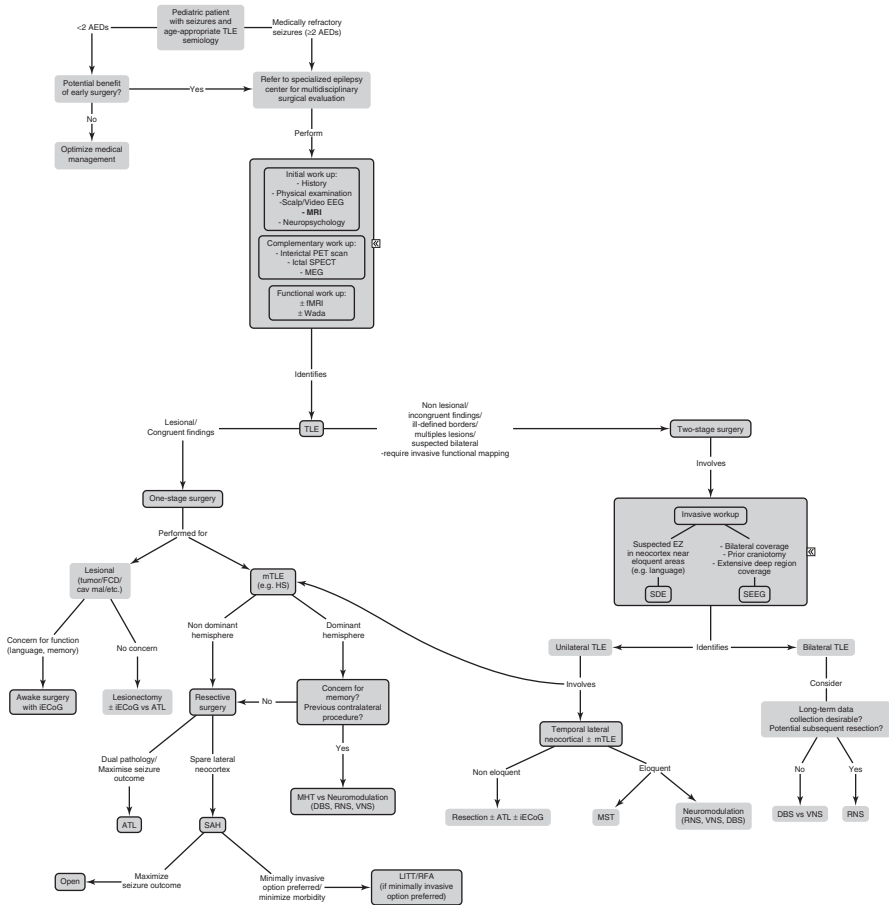 Pediatric patient
with seizures and
age-appropriate TLE
semiology
<2 AEDs
Medically refractory
seizures (≥2 AEDs)
Potential benefit
of early surgery?
Yes
Refer to specialized epilepsy
center for multidisciplinary
surgical evaluation
No
Optimize medical
management
Perform
Initial work up:
- History
- Physical examination
-Scalp/Video EEG
- MRI
- Neuropsychology
Complementary work up:
- Interictal PET scan
- Ictal SPECT
- MEG
Functional work up:
± fMRI
± Wada
Identifies
Lesional/
Congruent findings
TLE
Non lesional/
incongruent findings/
ill-defined borders/
multiples lesions/
suspected bilateral
-require invasive functional mapping
Two-stage surgery
Involves
One-stage surgery
Performed for
Invasive workup
Suspected EZ
in neocortex near
eloquent areas
(e.g. language)
- Bilateral coverage
- Prior craniotomy
- Extensive deep region
coverage
SDE
SEEG
Lesional
(tumor/FCD/
cav mal/etc.)
mTLE
(e.g. HS)
Non dominant
hemisphere
Dominant
hemisphere
Concern for function
(language, memory)
No concern
Unilateral TLE
Identifies
Bilateral TLE
Involves
Consider
Awake surgery
with iECoG
Lesionectomy
± iECoG vs ATL
Resective
surgery
No
Concern for
memory?
Previous contralateral
procedure?
Temporal lateral
neocortical ± mTLE
Long-term data
collection desirable?
Potential subsequent resection?
Dual pathology/
Maximise seizure
outcome
Spare lateral
neocortex
Yes
Non eloquent
Eloquent
No
Yes
MHT vs Neuromodulation
(DBS, RNS, VNS)
Resection ± ATL ± iECoG
MST
Neuromodulation
(RNS, VNS, DBS)
DBS vs VNS
RNS
ATL
SAH
Open
Maximize
seizure outcome
Minimally invasive
option preferred/
minimize morbidity
LITT/RFA
(if minimally invasive
option preferred)